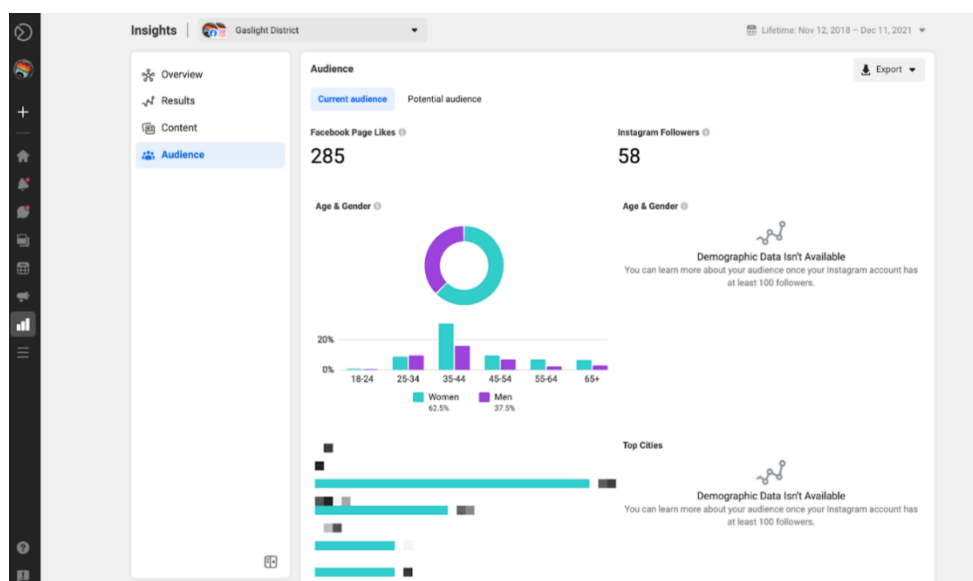 Insights
Gaslight District
Lifetime: Nov 12, 2018 – Dec 11, 2021
Overview
Results
Content
Audience
Audience
Export
Current audience
Potential audience
Facebook Page Likes
285
Instagram Followers
58
Age & Gender
20%
0%
18-24 25-34 35-44 45-54 55-64 65+
Women Men
62.5% 37.5%
Age & Gender
Demographic Data Isn't Available
You can learn more about your audience once your Instagram account has
at least 100 followers.
Top Cities
Demographic Data Isn't Available
You can learn more about your audience once your Instagram account has
at least 100 followers.